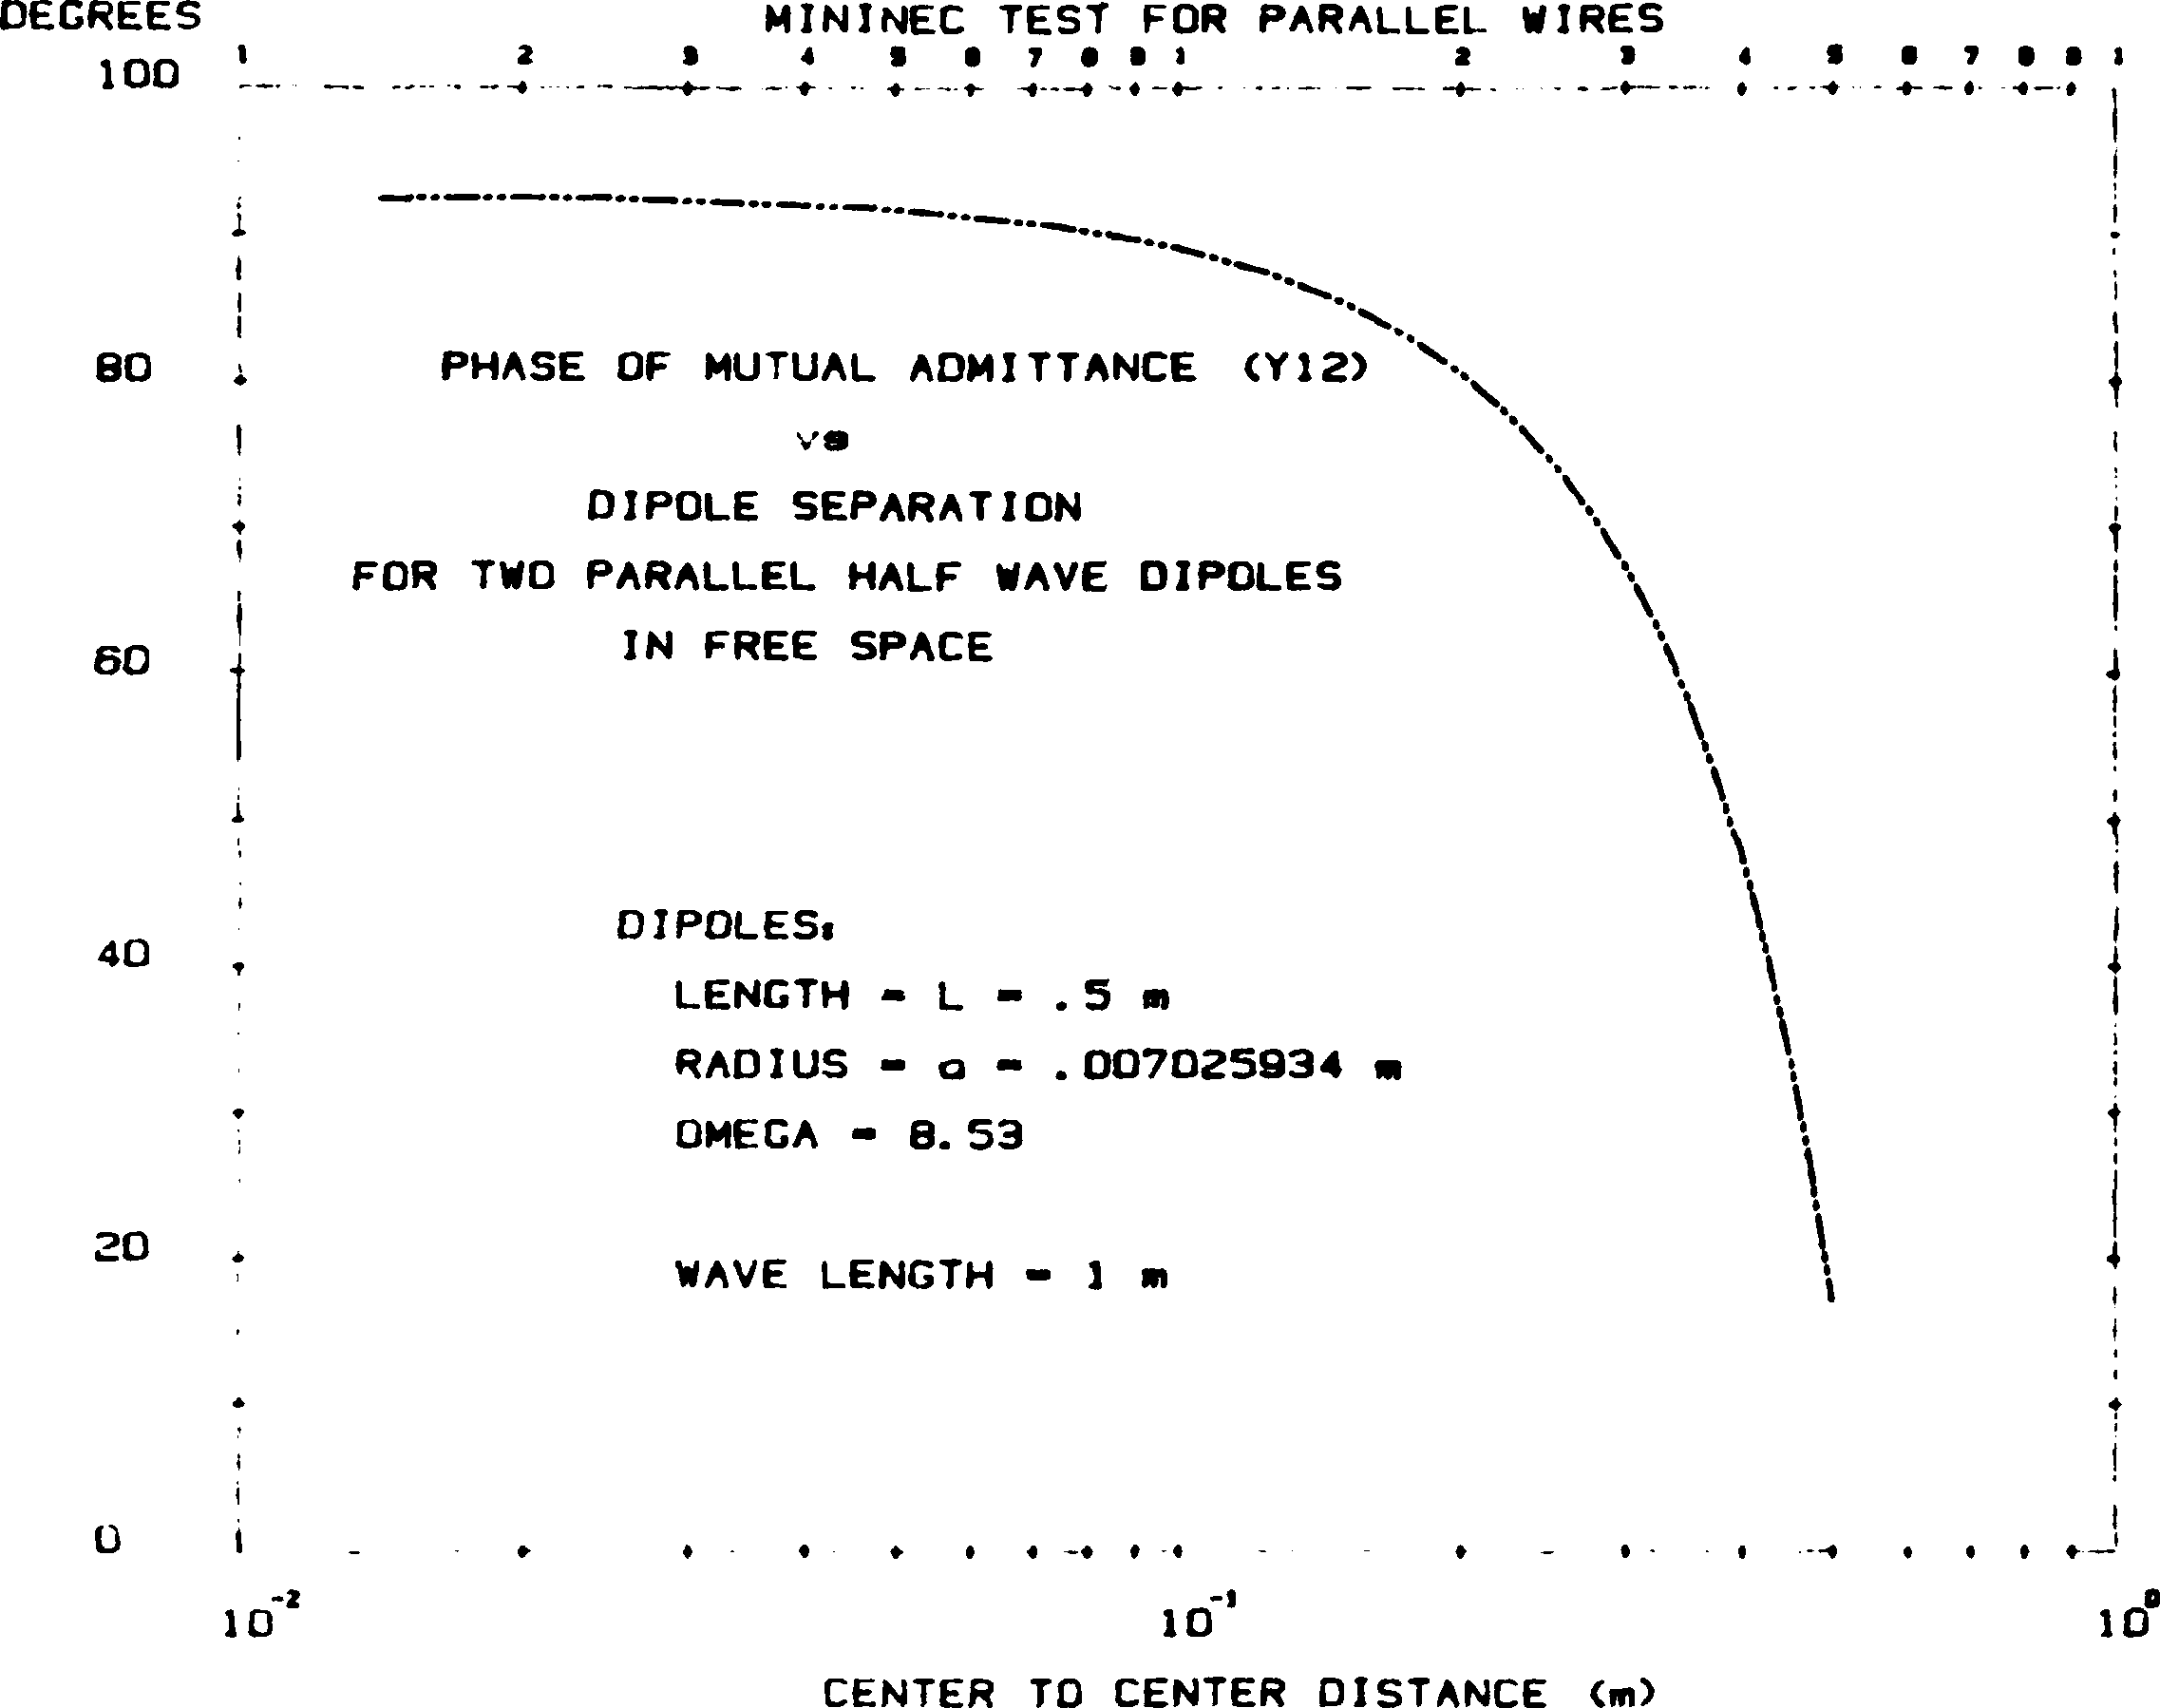 DEGREES MININEC TEST FOR PARALLEL WIRES
1 2 3 4 5 6 7 8 9 1 2 3 4 5 6 7 8 9 1
100
80
PHASE OF MUTUAL ADMITTANCE (Y12)
vs
DIPOLE SEPARATION
FOR TWO PARALLEL HALF WAVE DIPOLES
IN FREE SPACE
60
DIPOLES:
40
LENGTH = L = .5 m
RADIUS = a = .007025934 m
OMEGA = 8.53
20
WAVE LENGTH = 1 m
0
10⁻² 10⁻¹ 10⁰
CENTER TO CENTER DISTANCE (m)